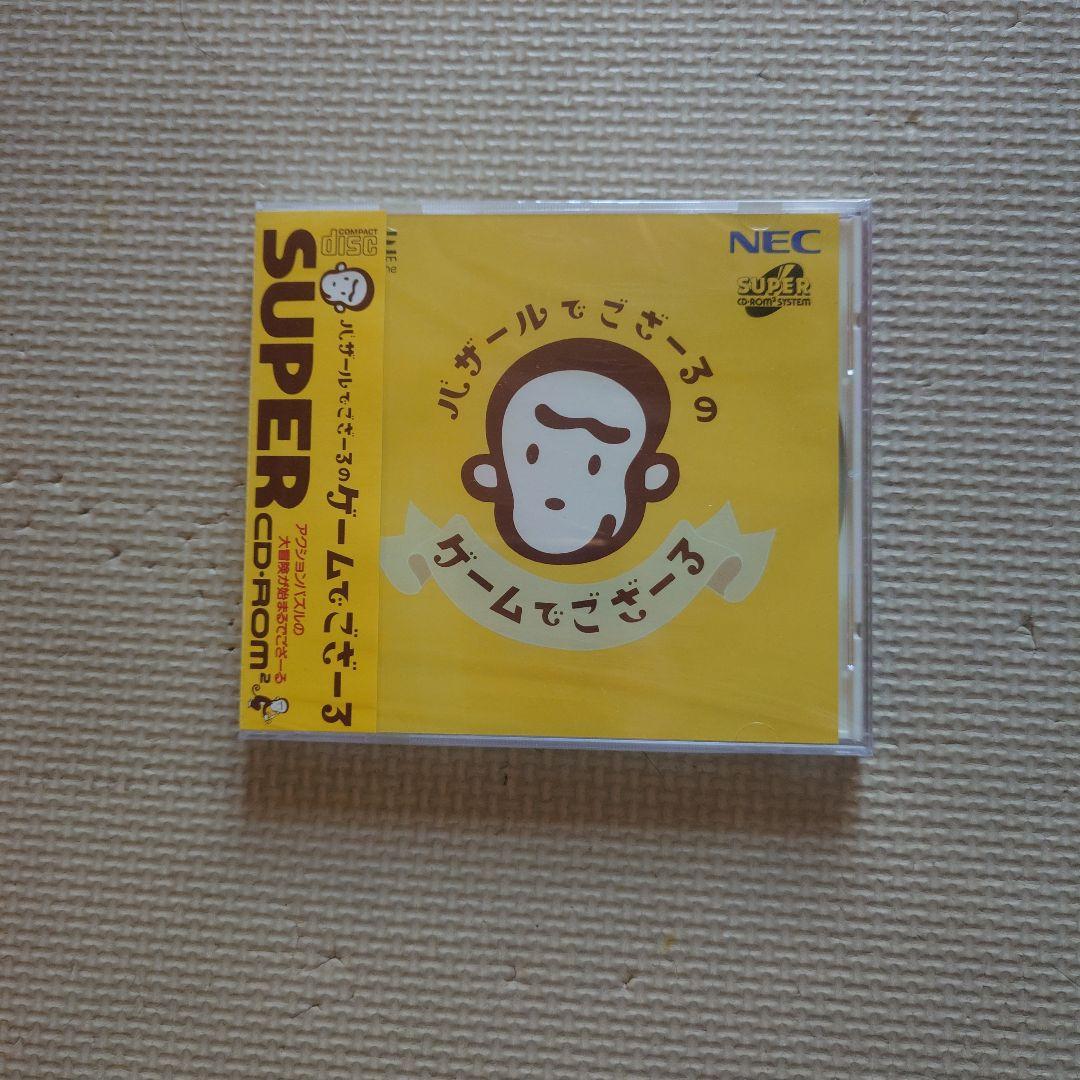 COMPACT
disc
SUPER
CD-ROM²
バザールでござーるの
ゲームでござーる
アクションパズルの
大冒険が始まるでござーる
NEC
SUPER
CD-ROM² SYSTEM
バザールでござーるの
ゲームでござーる